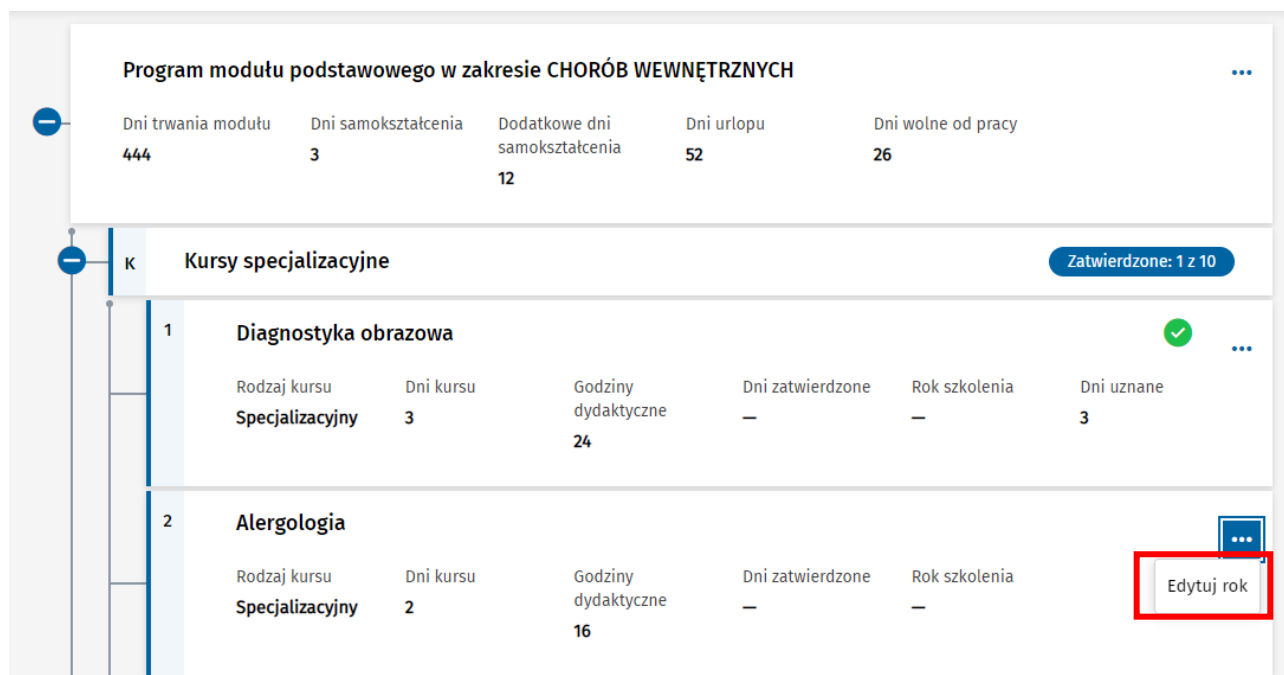 Program modułu podstawowego w zakresie CHORÓB WEWNĘTRZNYCH
Dni trwania modułu
444
Dni samokształcenia
3
Dodatkowe dni
samokształcenia
12
Dni urlopu
52
Dni wolne od pracy
26
K
Kursy specjalizacyjne
Zatwierdzone: 1 z 10
1
Diagnostyka obrazowa
Rodzaj kursu
Specjalizacyjny
Dni kursu
3
Godziny
dydaktyczne
24
Dni zatwierdzone
—
Rok szkolenia
—
Dni uznane
3
2
Alergologia
Rodzaj kursu
Specjalizacyjny
Dni kursu
2
Godziny
dydaktyczne
16
Dni zatwierdzone
—
Rok szkolenia
—
Edytuj rok